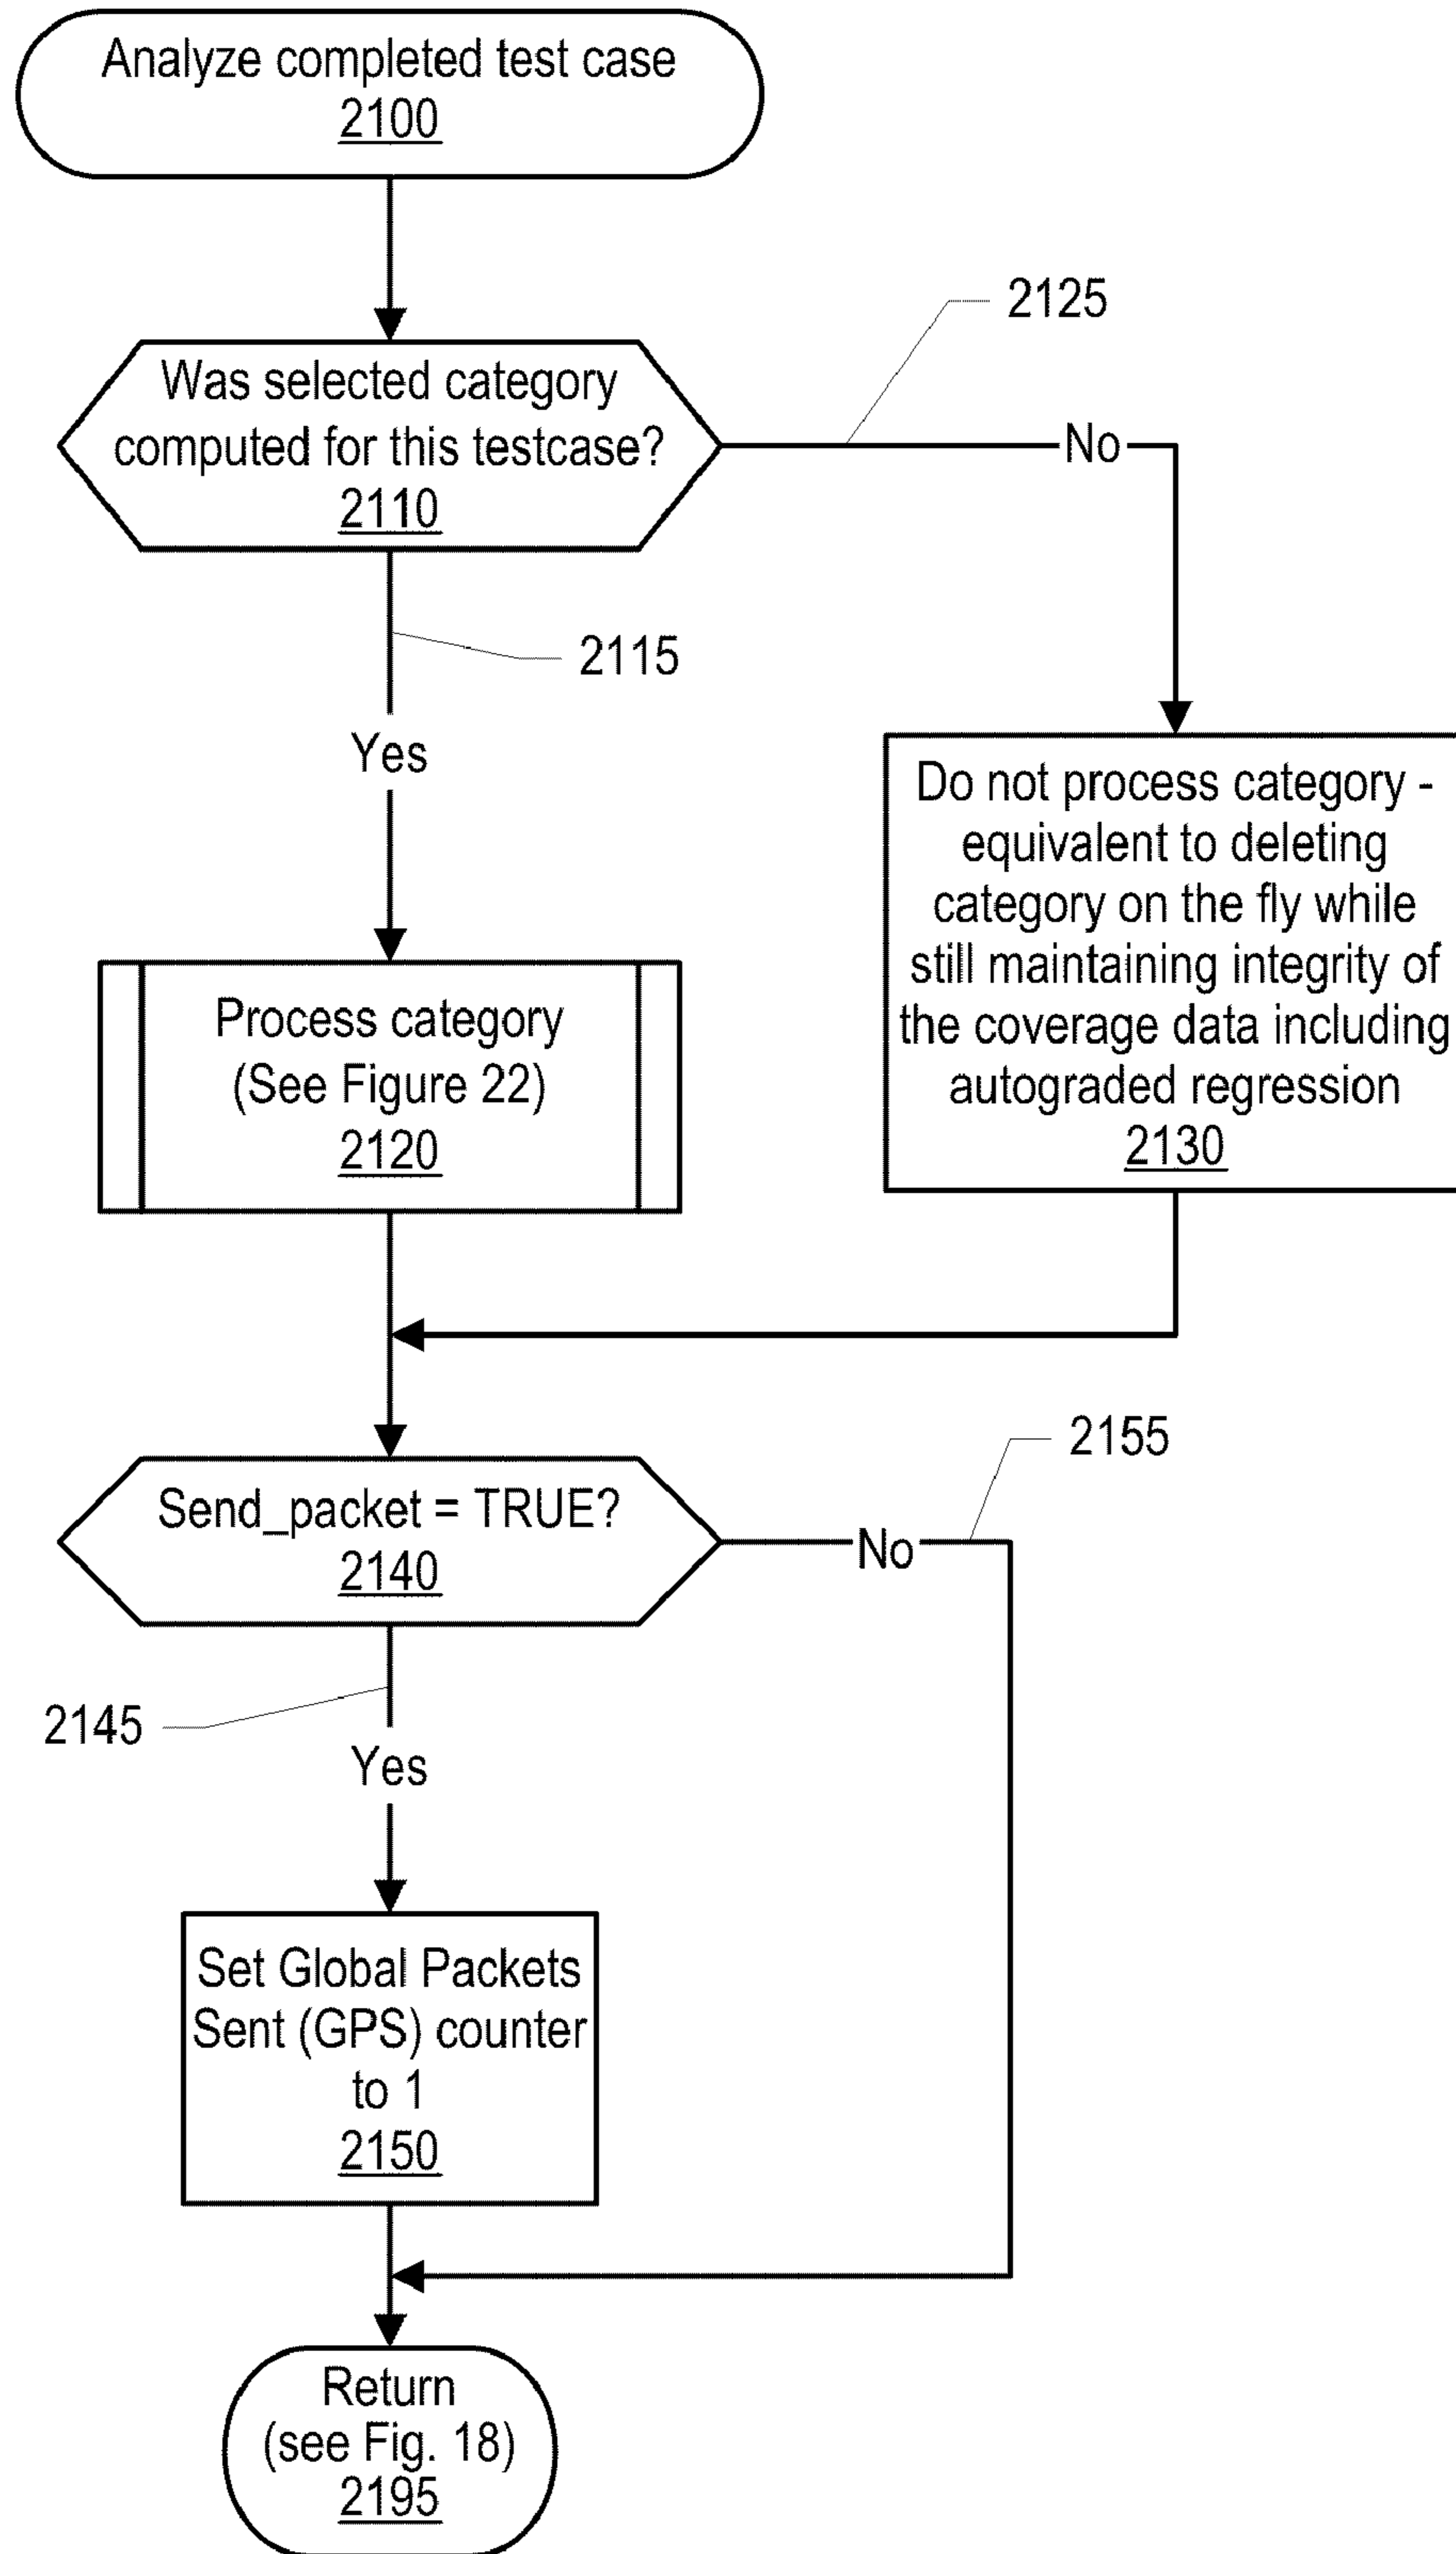 Analyze completed test case
2100
2125
Was selected category
computed for this testcase?
2110
No
2115
Yes
Do not process category -
equivalent to deleting
category on the fly while
still maintaining integrity of
the coverage data including
autograded regression
2130
Process category
(See Figure 22)
2120
2155
Send_packet = TRUE?
2140
No
2145
Yes
Set Global Packets
Sent (GPS) counter
to 1
2150
Return
(see Fig. 18)
2195